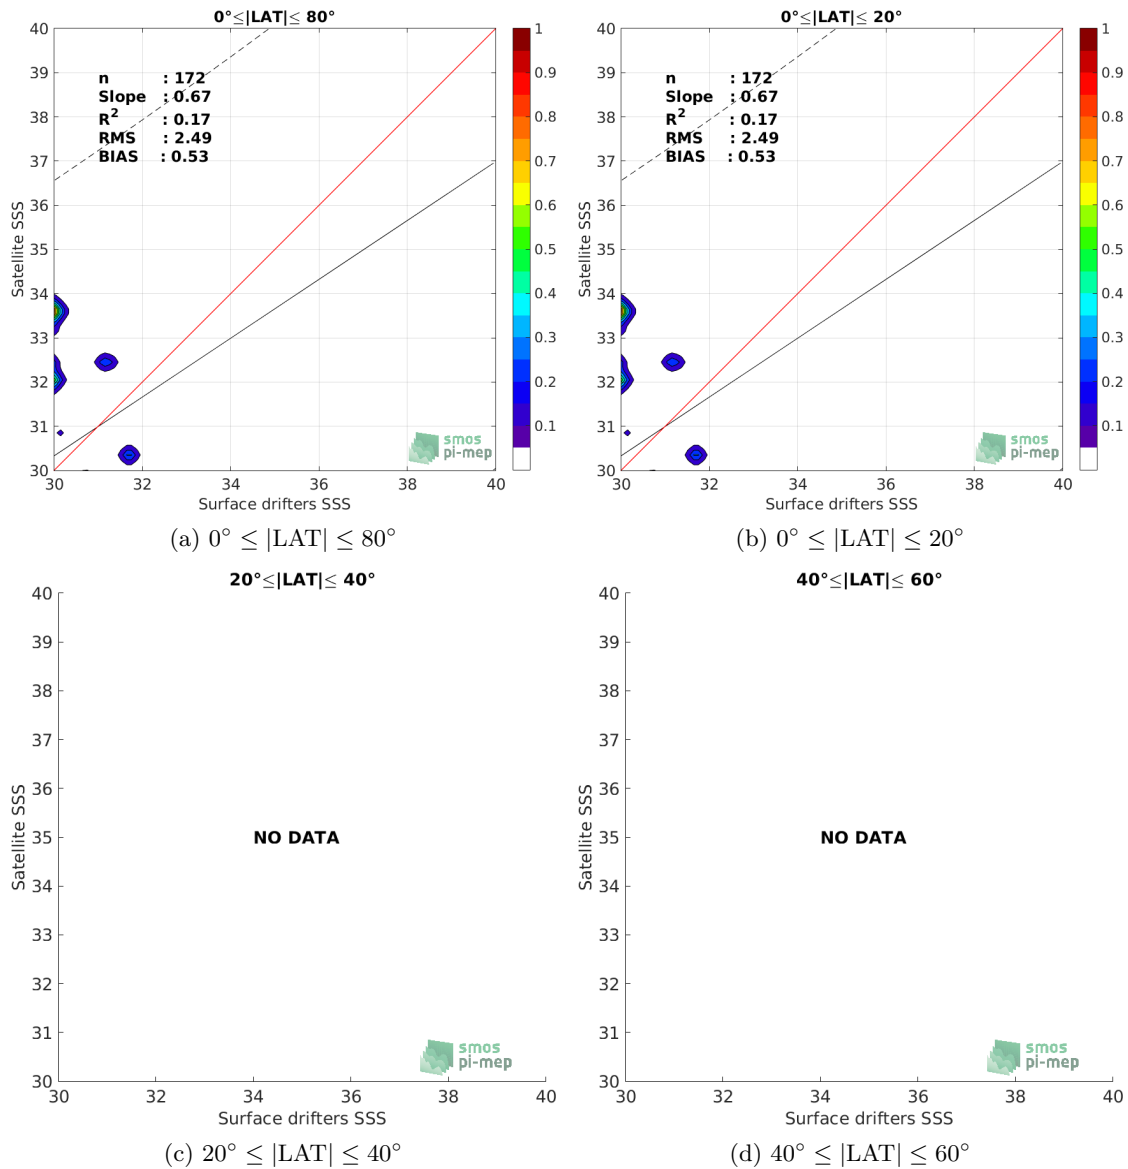 0°≤|LAT|≤ 80°
40
39
38
37
36
35
34
33
32
31
30
Satellite SSS
n : 172
Slope : 0.67
R² : 0.17
RMS : 2.49
BIAS : 0.53
smos
pi-mep
30 32 34 36 38 40
Surface drifters SSS
1
0.9
0.8
0.7
0.6
0.5
0.4
0.3
0.2
0.1
(a) 0° ≤ |LAT| ≤ 80°
0°≤|LAT|≤ 20°
40
39
38
37
36
35
34
33
32
31
30
Satellite SSS
n : 172
Slope : 0.67
R² : 0.17
RMS : 2.49
BIAS : 0.53
smos
pi-mep
30 32 34 36 38 40
Surface drifters SSS
1
0.9
0.8
0.7
0.6
0.5
0.4
0.3
0.2
0.1
(b) 0° ≤ |LAT| ≤ 20°
20°≤|LAT|≤ 40°
40
39
38
37
36
35
34
33
32
31
30
Satellite SSS
NO DATA
smos
pi-mep
30 32 34 36 38 40
Surface drifters SSS
(c) 20° ≤ |LAT| ≤ 40°
40°≤|LAT|≤ 60°
40
39
38
37
36
35
34
33
32
31
30
Satellite SSS
NO DATA
smos
pi-mep
30 32 34 36 38 40
Surface drifters SSS
(d) 40° ≤ |LAT| ≤ 60°